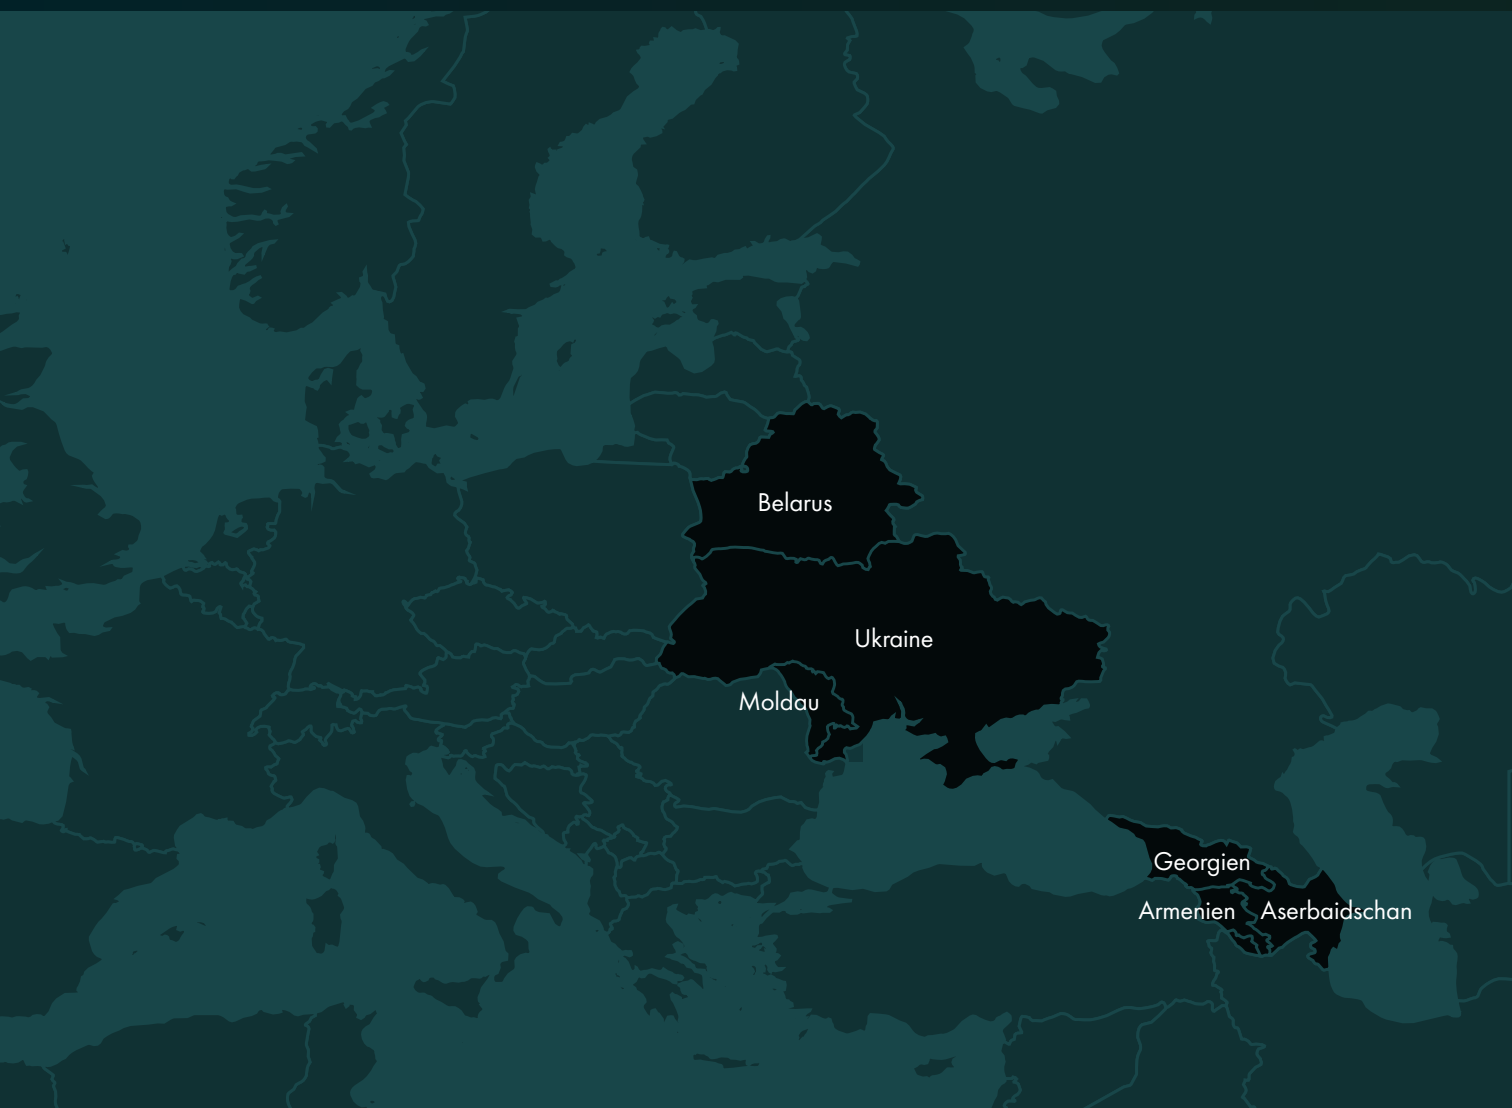 Belarus
Ukraine
Moldau
Georgien
Armenien
Aserbaidschan